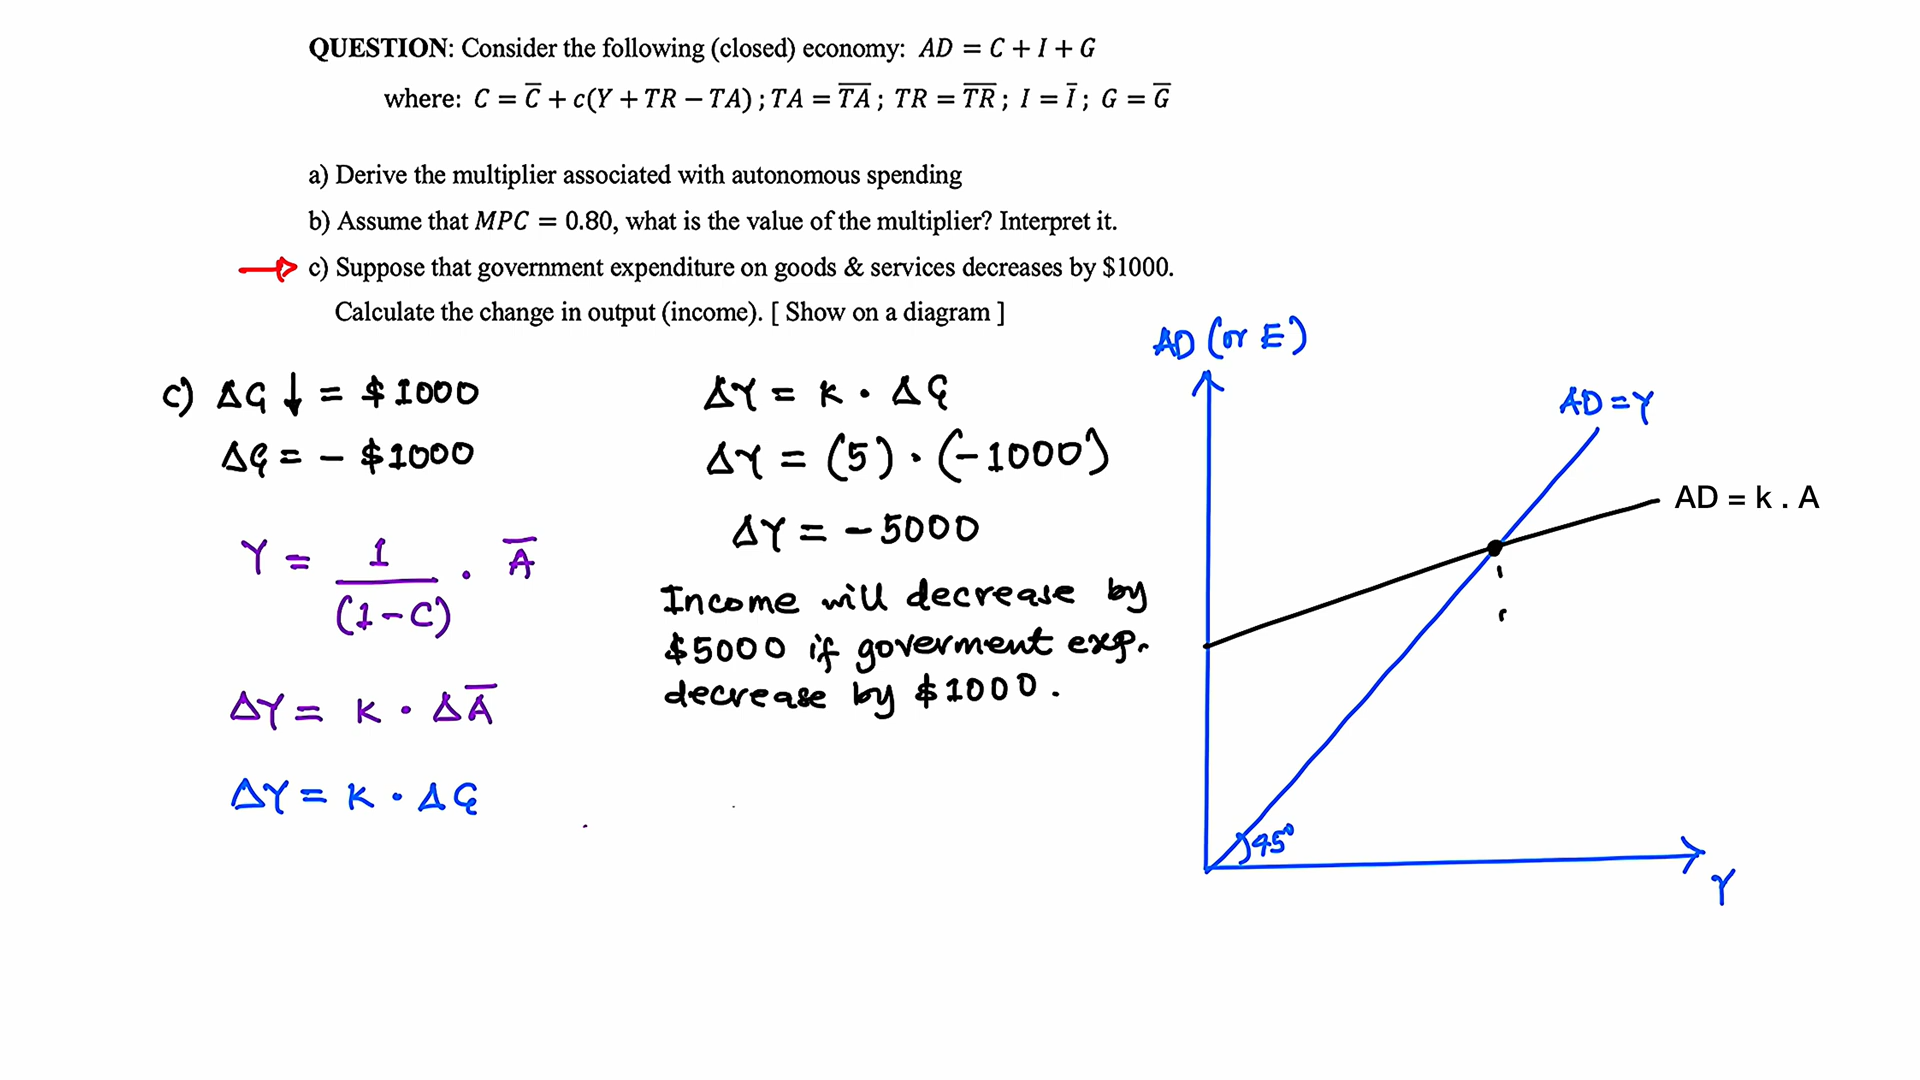 QUESTION: Consider the following (closed) economy: AD = C + I + G
where: C = C̅ + c(Y + TR − TA) ; TA = T̅A̅ ; TR = T̅R̅ ; I = I̅ ; G = G̅
a) Derive the multiplier associated with autonomous spending
b) Assume that MPC = 0.80, what is the value of the multiplier? Interpret it.
c) Suppose that government expenditure on goods & services decreases by $1000.
Calculate the change in output (income). [ Show on a diagram ]
c) ΔG ↓ = $1000
ΔG = - $1000
Y = 1/(1-C) . A̅
ΔY = K . ΔA̅
ΔY = K . ΔG
ΔY = K . ΔG
ΔY = (5) . (-1000)
ΔY = -5000
Income will decrease by
$5000 if goverment exp.
decrease by $1000.
AD (or E)
AD=Y
AD = k . A
45°
Y